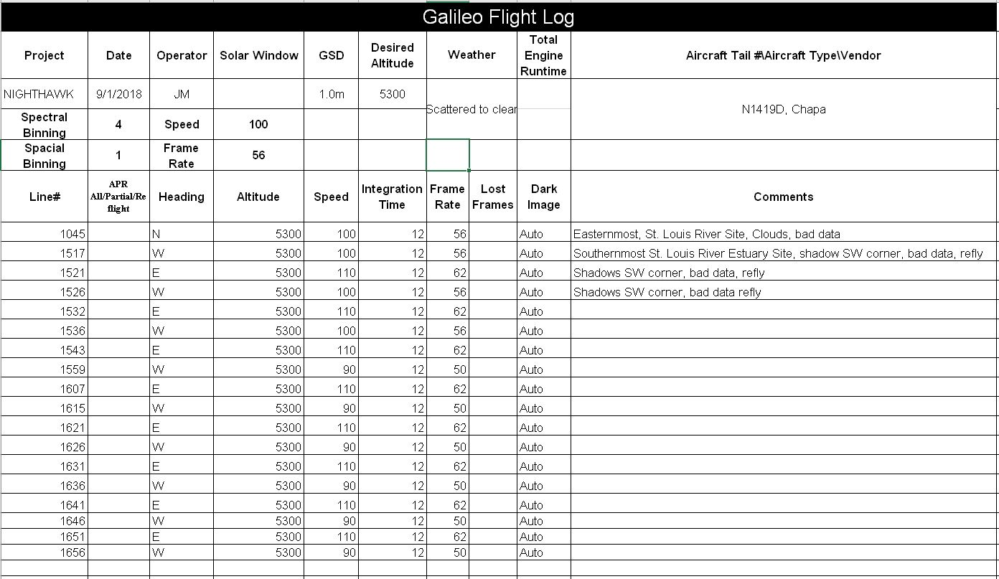 Galileo Flight Log
Project Date Operator Solar Window GSD Desired Altitude Weather Total Engine Runtime Aircraft Tail #\Aircraft Type\Vendor
NIGHTHAWK 9/1/2018 JM 1.0m 5300 Scattered to clear N1419D, Chapa
Spectral Binning 4 Speed 100
Spacial Binning 1 Frame Rate 56
Line# APR All/Partial/Reflight Heading Altitude Speed Integration Time Frame Rate Lost Frames Dark Image Comments
1045 N 5300 100 12 56 Auto Easternmost, St. Louis River Site, Clouds, bad data
1517 W 5300 100 12 56 Auto Southernmost St. Louis River Estuary Site, shadow SW corner, bad data, refly
1521 E 5300 110 12 62 Auto Shadows SW corner, bad data, refly
1526 W 5300 100 12 56 Auto Shadows SW corner, bad data refly
1532 E 5300 110 12 62 Auto
1536 W 5300 100 12 56 Auto
1543 E 5300 110 12 62 Auto
1559 W 5300 90 12 50 Auto
1607 E 5300 110 12 62 Auto
1615 W 5300 90 12 50 Auto
1621 E 5300 110 12 62 Auto
1626 W 5300 90 12 50 Auto
1631 E 5300 110 12 62 Auto
1636 W 5300 90 12 50 Auto
1641 E 5300 110 12 62 Auto
1646 W 5300 90 12 50 Auto
1651 E 5300 110 12 62 Auto
1656 W 5300 90 12 50 Auto